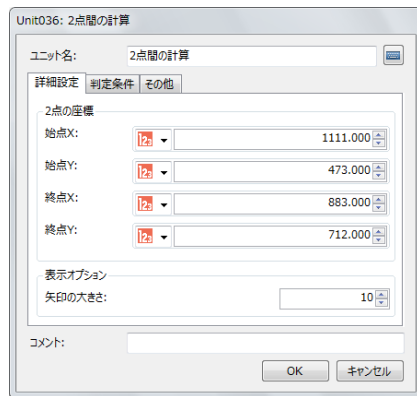 Unit036: 2点間の計算
ユニット名: 2点間の計算
詳細設定 判定条件 その他
2点の座標
始点X: 123 1111.000
始点Y: 123 473.000
終点X: 123 883.000
終点Y: 123 712.000
表示オプション
矢印の大きさ: 10
コメント:
OK キャンセル